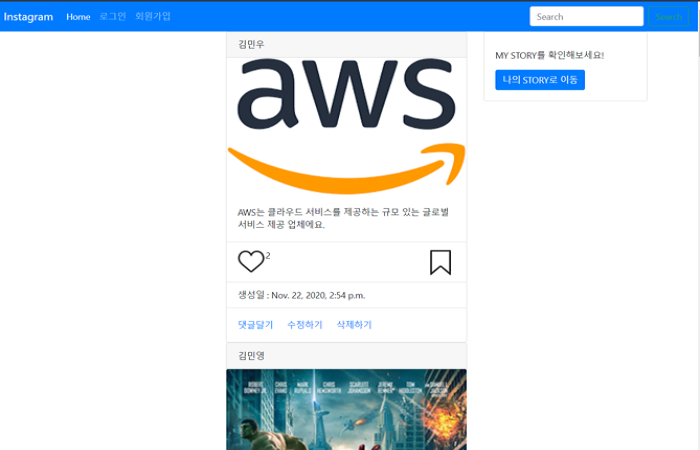 Instagram Home 로그인 회원가입 Search Search
김민우
aws
AWS는 클라우드 서비스를 제공하는 규모 있는 글로벌
서비스 제공 업체에요.
2
생성일 : Nov. 22, 2020, 2:54 p.m.
댓글달기 수정하기 삭제하기
김민영
ROBERT CHRIS MARK CHRIS SCARLETT JEREMY TOM SAMUEL L.
DOWNEY JR. EVANS RUFFALO HEMSWORTH JOHANSSON RENNER HIDDLESTON JACKSON
MY STORY를 확인해보세요!
나의 STORY로 이동